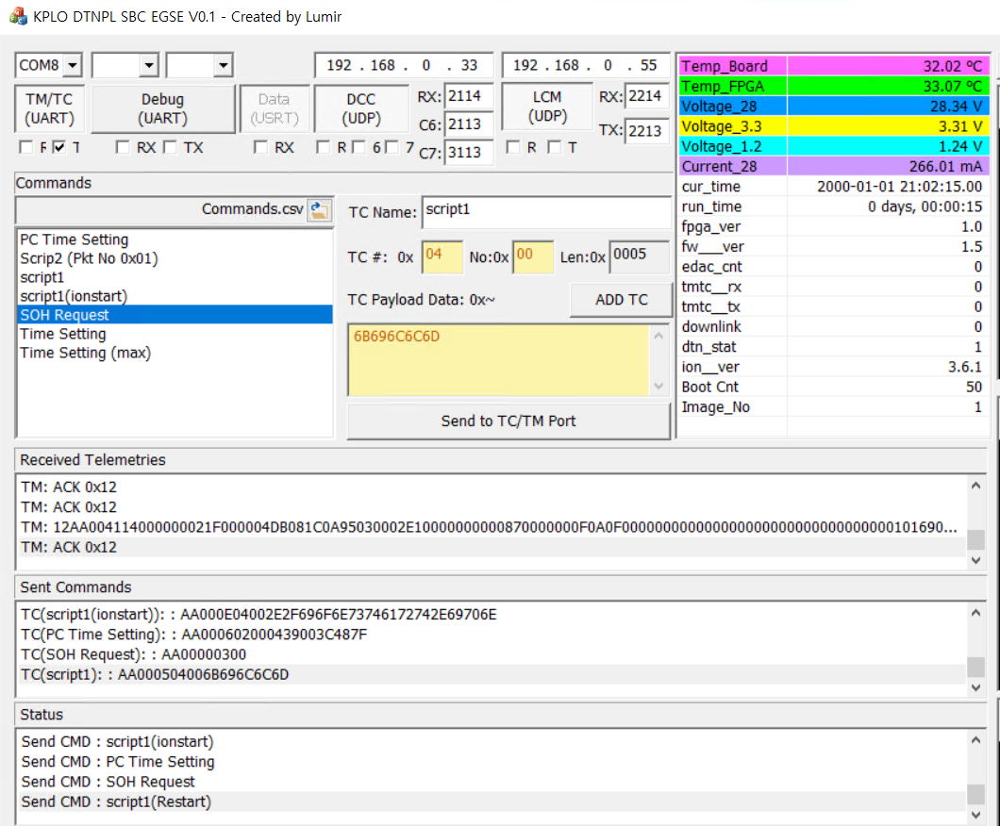 KPLO DTNPL SBC EGSE V0.1 - Created by Lumir
COM8
192 . 168 . 0 . 33
192 . 168 . 0 . 55
TM/TC
(UART)
Debug
(UART)
Data
(USRT)
DCC
(UDP)
RX: 2114
C6: 2113
C7: 3113
LCM
(UDP)
RX: 2214
TX: 2213
RX TX
RX
R 6 7
R T
Temp_Board 32.02 ºC
Temp_FPGA 33.07 ºC
Voltage_28 28.34 V
Voltage_3.3 3.31 V
Voltage_1.2 1.24 V
Current_28 266.01 mA
cur_time 2000-01-01 21:02:15.00
run_time 0 days, 00:00:15
fpga_ver 1.0
fw___ver 1.5
edac_cnt 0
tmtc__rx 0
tmtc__tx 0
downlink 0
dtn_stat 1
ion__ver 3.6.1
Boot Cnt 50
Image_No 1
Commands
Commands.csv
PC Time Setting
Scrip2 (Pkt No 0x01)
script1
script1(ionstart)
SOH Request
Time Setting
Time Setting (max)
TC Name: script1
TC #: 0x 04 No:0x 00 Len:0x 0005
TC Payload Data: 0x~ ADD TC
6B696C6C6D
Send to TC/TM Port
Received Telemetries
TM: ACK 0x12
TM: ACK 0x12
TM: 12AA004114000000021F000004DB081C0A95030002E10000000000870000000F0A0F0000000000000000000000000000000101690...
TM: ACK 0x12
Sent Commands
TC(script1(ionstart)): : AA000E04002E2F696F6E73746172742E69706E
TC(PC Time Setting): : AA000602000439003C487F
TC(SOH Request): : AA00000300
TC(script1): : AA000504006B696C6C6D
Status
Send CMD : script1(ionstart)
Send CMD : PC Time Setting
Send CMD : SOH Request
Send CMD : script1(Restart)